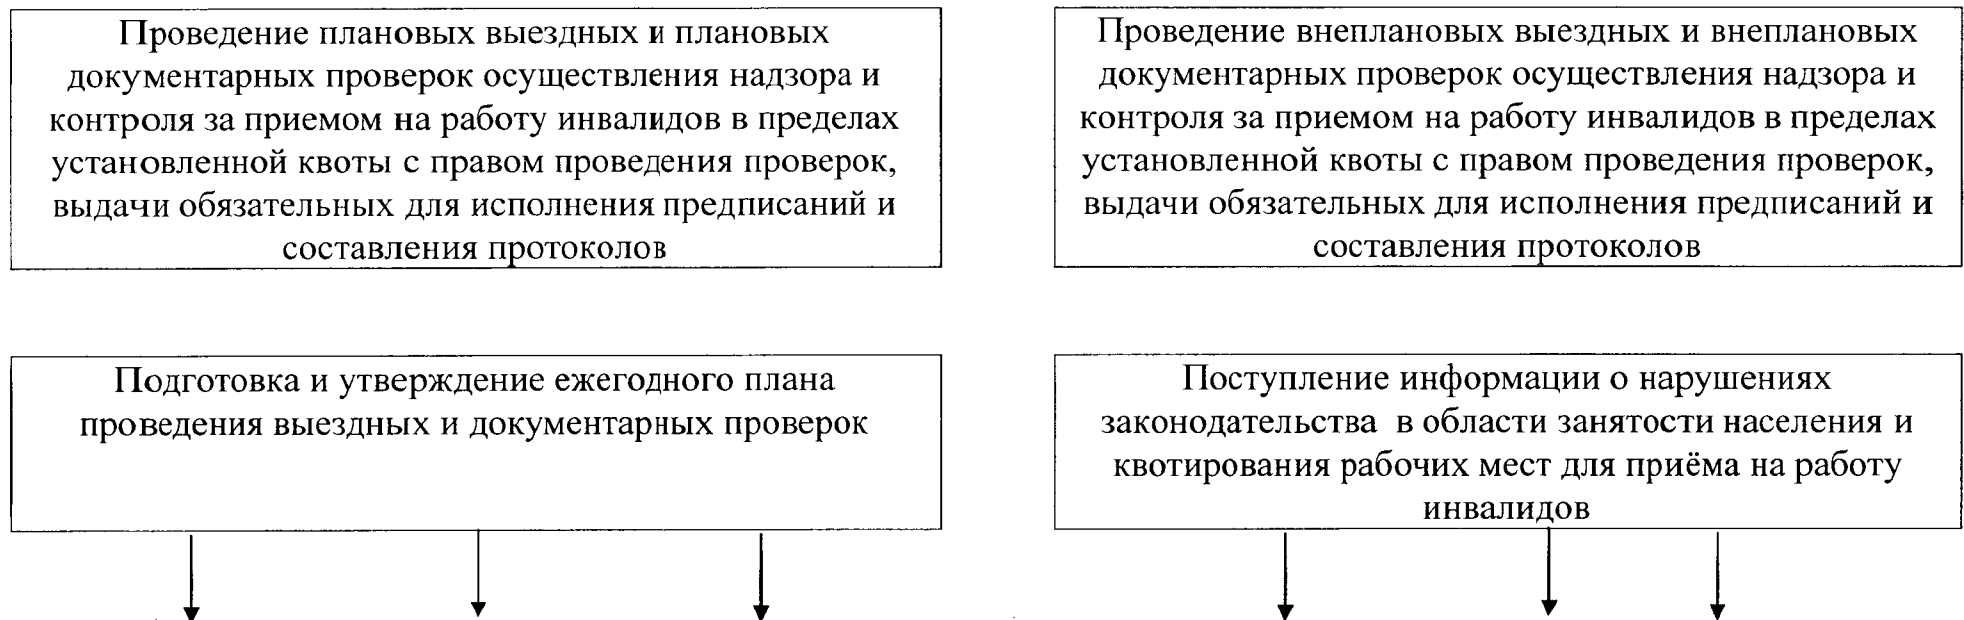 Проведение плановых выездных и плановых
документарных проверок осуществления надзора и
контроля за приемом на работу инвалидов в пределах
установленной квоты с правом проведения проверок,
выдачи обязательных для исполнения предписаний и
составления протоколов
Проведение внеплановых выездных и внеплановых
документарных проверок осуществления надзора и
контроля за приемом на работу инвалидов в пределах
установленной квоты с правом проведения проверок,
выдачи обязательных для исполнения предписаний и
составления протоколов
Подготовка и утверждение ежегодного плана
проведения выездных и документарных проверок
Поступление информации о нарушениях
законодательства в области занятости населения и
квотирования рабочих мест для приёма на работу
инвалидов